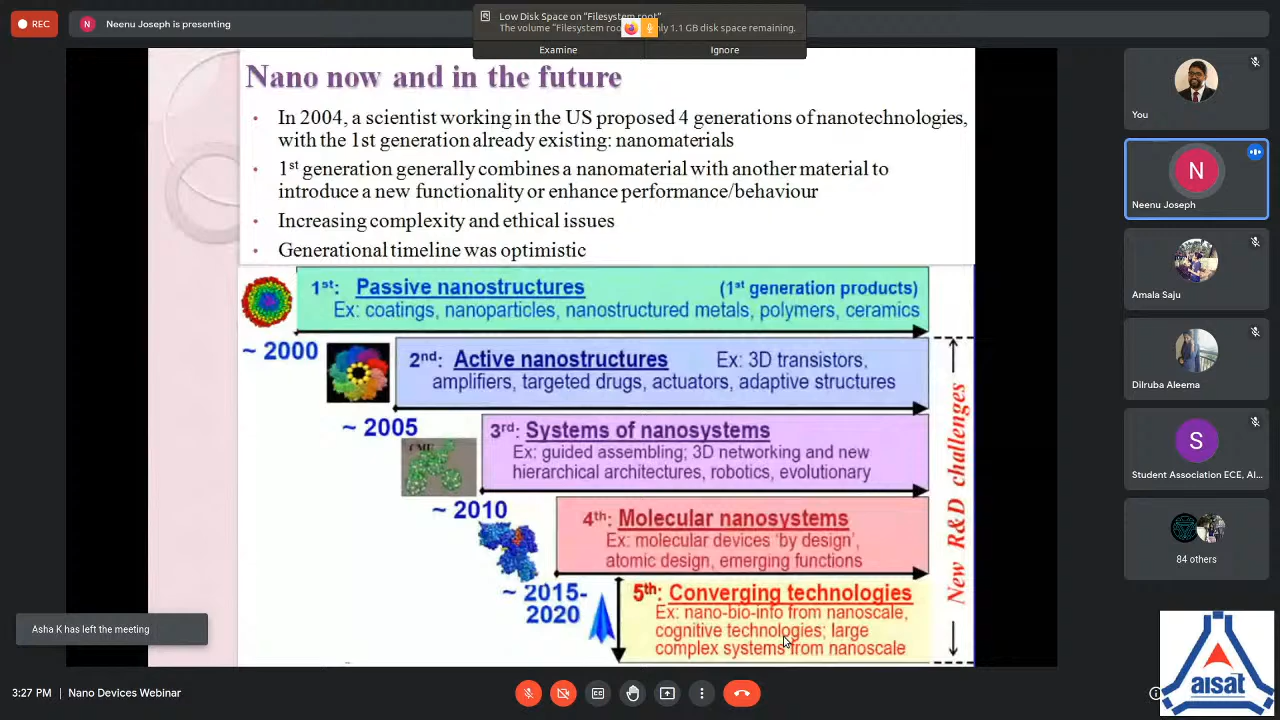 REC
N
Neenu Joseph is presenting
Low Disk Space on "Filesystem root"
The volume "Filesystem only 1.1 GB disk space remaining.
Examine
Ignore
Nano now and in the future
• In 2004, a scientist working in the US proposed 4 generations of nanotechnologies,
with the 1st generation already existing: nanomaterials
• 1st generation generally combines a nanomaterial with another material to
introduce a new functionality or enhance performance/behaviour
• Increasing complexity and ethical issues
• Generational timeline was optimistic
1st: Passive nanostructures (1st generation products)
Ex: coatings, nanoparticles, nanostructured metals, polymers, ceramics
~ 2000
2nd: Active nanostructures Ex: 3D transistors,
amplifiers, targeted drugs, actuators, adaptive structures
~ 2005
3rd: Systems of nanosystems
Ex: guided assembling; 3D networking and new
hierarchical architectures, robotics, evolutionary
~ 2010
4th: Molecular nanosystems
Ex: molecular devices 'by design',
atomic design, emerging functions
~ 2015-
2020
5th: Converging technologies
Ex: nano-bio-info from nanoscale,
cognitive technologies; large
complex systems from nanoscale
New R&D challenges
You
N
Neenu Joseph
Amala Saju
Dilruba Aleema
S
Student Association ECE, AI...
84 others
Asha K has left the meeting
3:27 PM | Nano Devices Webinar
aisat